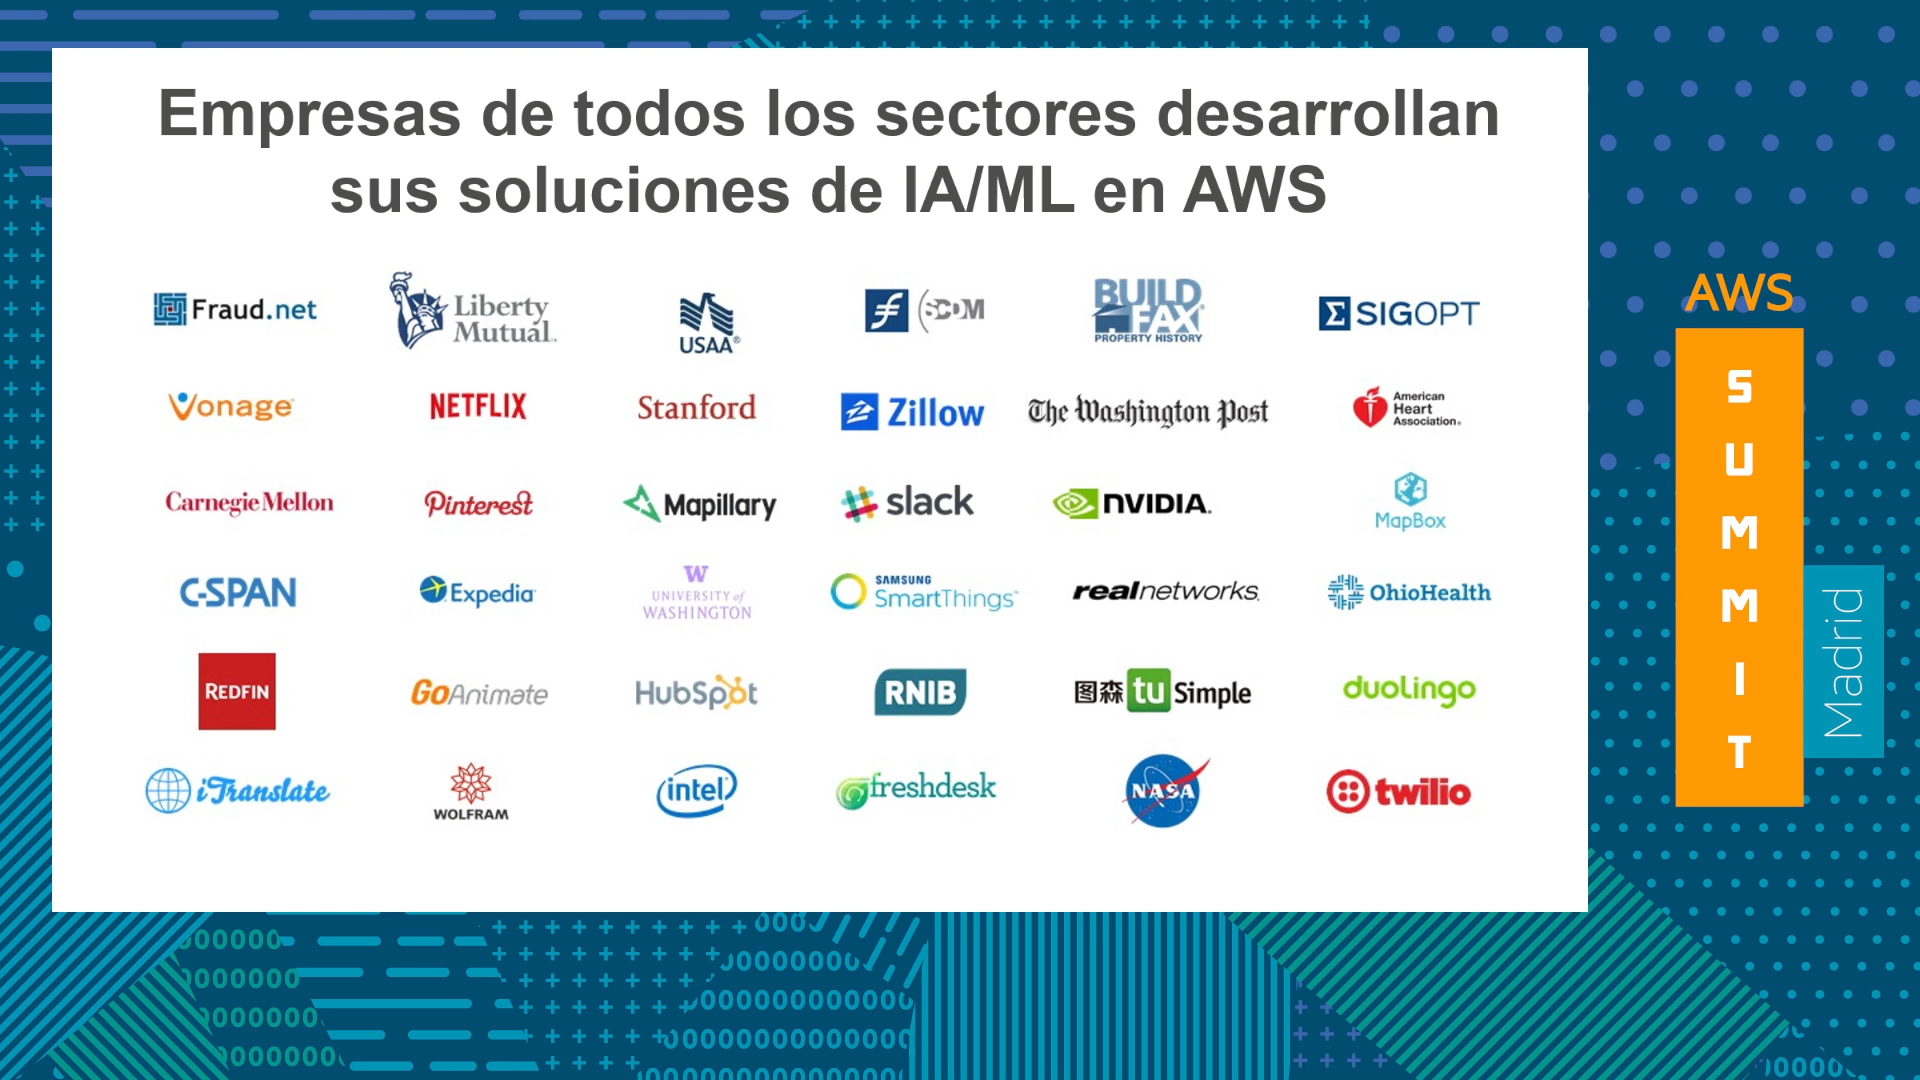 Empresas de todos los sectores desarrollan
sus soluciones de IA/ML en AWS
Fraud.net
Liberty
Mutual
USAA®
BUILD
FAX
PROPERTY HISTORY
SIGOPT
Vonage
NETFLIX
Stanford
Zillow
The Washington Post
American
Heart
Association®
Carnegie Mellon
Pinterest
Mapillary
slack
NVIDIA.
MapBox
C-SPAN
Expedia
W
UNIVERSITY of
WASHINGTON
SAMSUNG
SmartThings™
realnetworks.
OhioHealth
REDFIN
GoAnimate
HubSpot
RNIB
图森 tu Simple
duolingo
iTranslate
WOLFRAM
intel
freshdesk
NASA
twilio
AWS
SUMMIT
Madrid